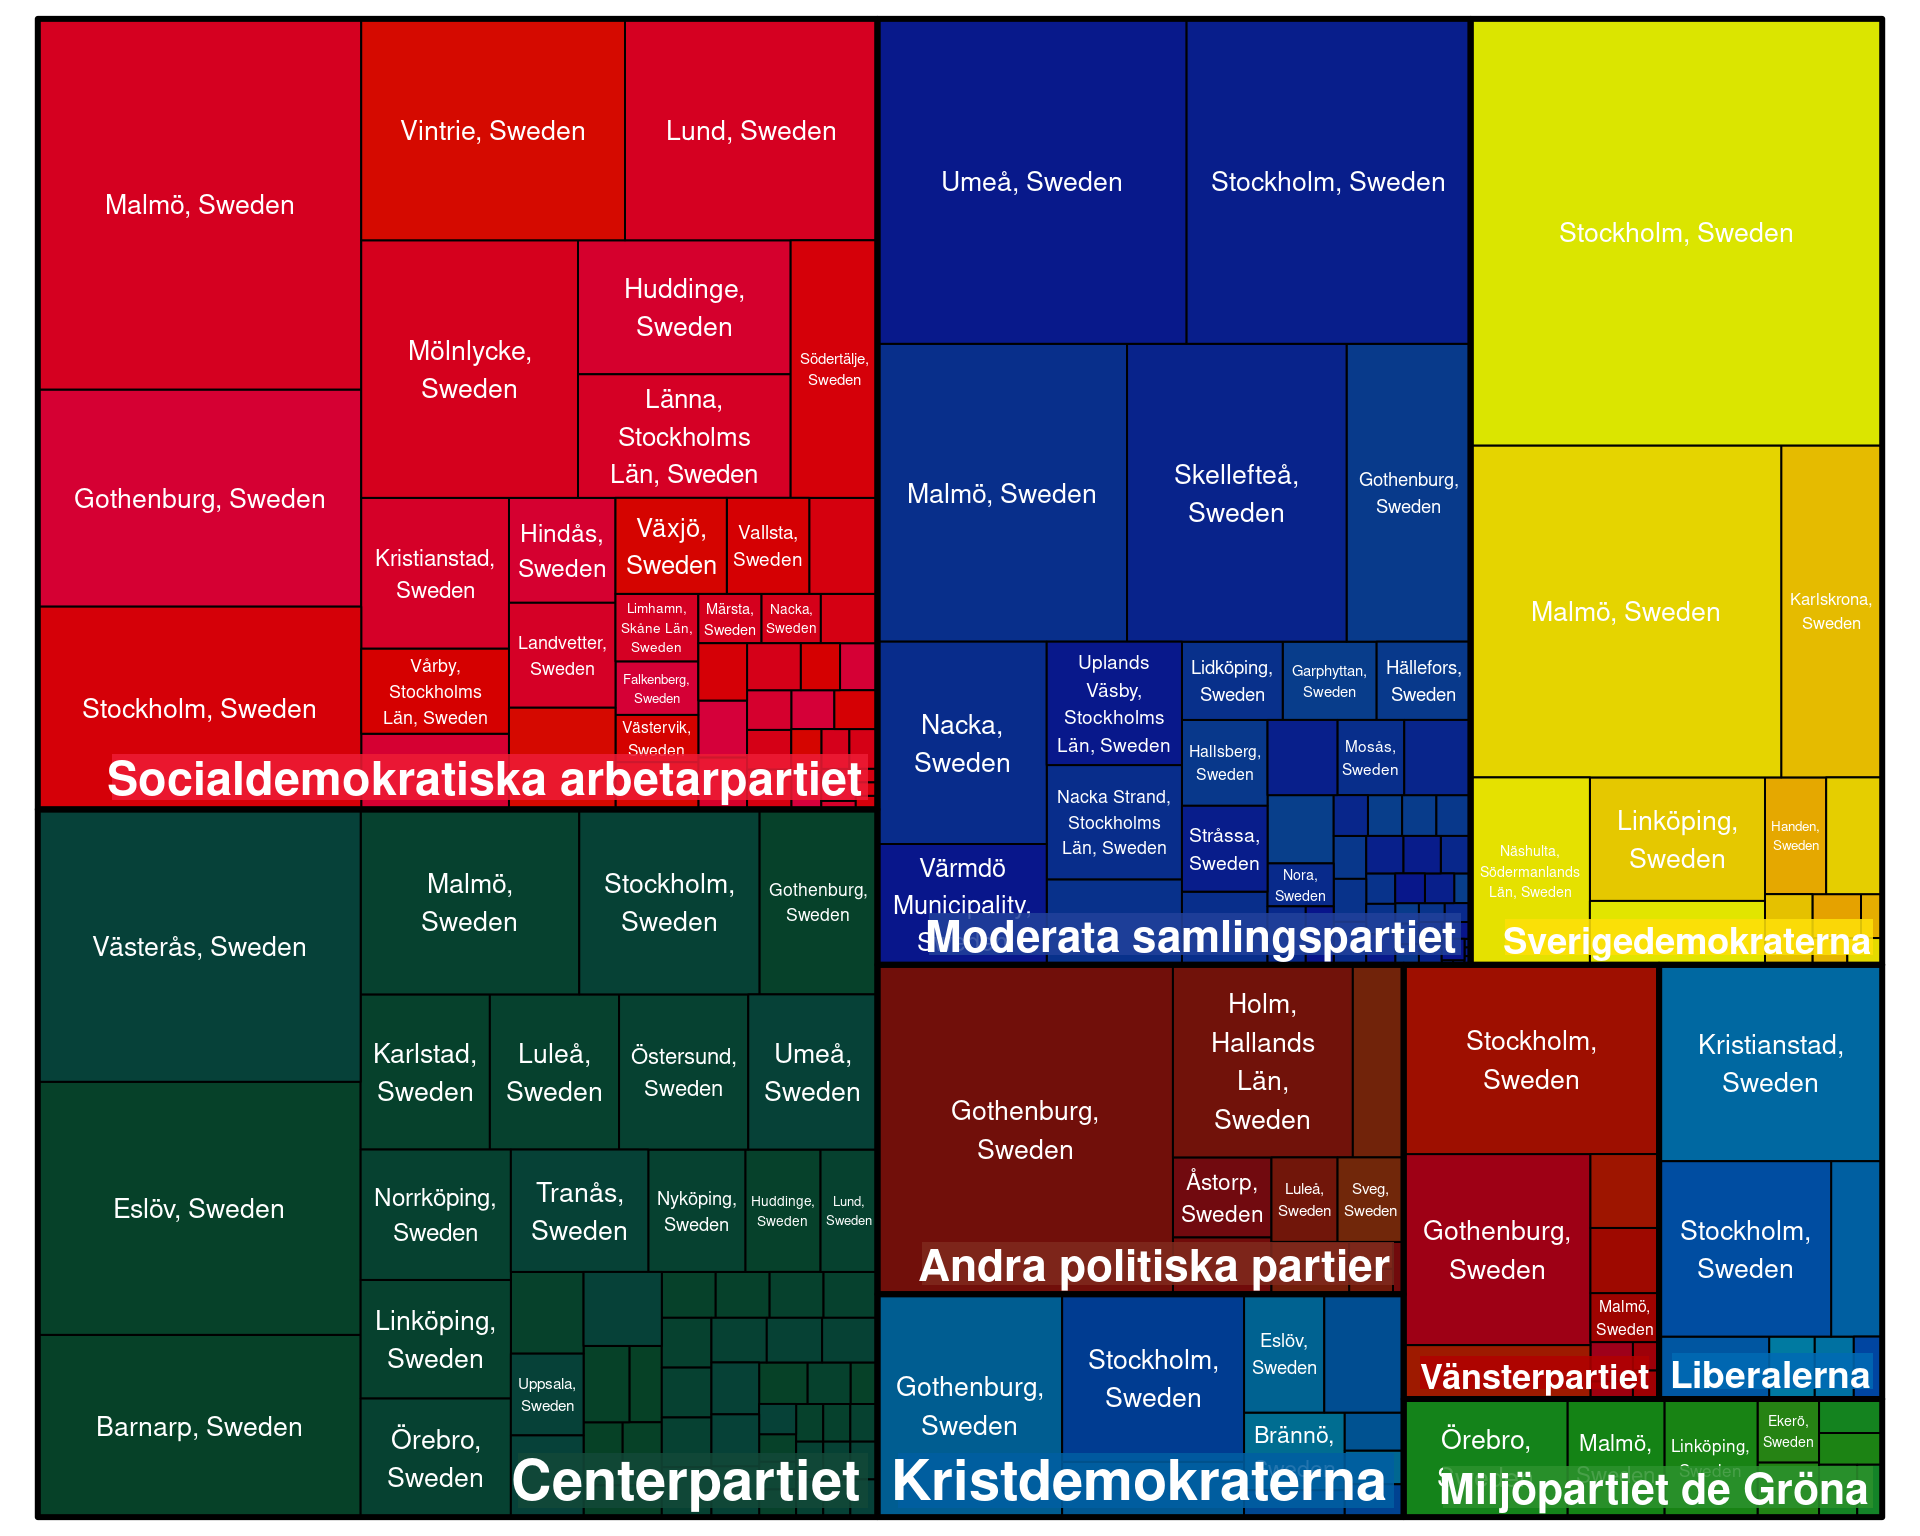 Malmö, Sweden
Gothenburg, Sweden
Stockholm, Sweden
Vintrie, Sweden
Lund, Sweden
Mölnlycke,
Sweden
Huddinge,
Sweden
Länna,
Stockholms
Län, Sweden
Södertälje,
Sweden
Kristianstad,
Sweden
Vårby,
Stockholms
Län, Sweden
Hindås,
Sweden
Landvetter,
Sweden
Växjö,
Sweden
Vallsta,
Sweden
Limhamn,
Skåne Län,
Sweden
Märsta,
Sweden
Nacka,
Sweden
Falkenberg,
Sweden
Västervik,
Sweden
Socialdemokratiska arbetarpartiet
Umeå, Sweden
Stockholm, Sweden
Malmö, Sweden
Skellefteå,
Sweden
Gothenburg,
Sweden
Nacka,
Sweden
Värmdö
Municipality,
Uplands
Väsby,
Stockholms
Län, Sweden
Nacka Strand,
Stockholms
Län, Sweden
Lidköping,
Sweden
Garphyttan,
Sweden
Hällefors,
Sweden
Hallsberg,
Sweden
Mosås,
Sweden
Stråssa,
Sweden
Nora,
Sweden
Moderata samlingspartiet
Stockholm, Sweden
Malmö, Sweden
Karlskrona,
Sweden
Näshulta,
Södermanlands
Län, Sweden
Linköping,
Sweden
Handen,
Sweden
Sverigedemokraterna
Västerås, Sweden
Eslöv, Sweden
Barnarp, Sweden
Malmö,
Sweden
Stockholm,
Sweden
Gothenburg,
Sweden
Karlstad,
Sweden
Luleå,
Sweden
Östersund,
Sweden
Umeå,
Sweden
Norrköping,
Sweden
Linköping,
Sweden
Örebro,
Sweden
Tranås,
Sweden
Nyköping,
Sweden
Huddinge,
Sweden
Lund,
Sweden
Uppsala,
Sweden
Centerpartiet
Gothenburg,
Sweden
Holm,
Hallands
Län,
Sweden
Åstorp,
Sweden
Luleå,
Sweden
Sveg,
Sweden
Andra politiska partier
Gothenburg,
Sweden
Stockholm,
Sweden
Eslöv,
Sweden
Brännö,
Sweden
Kristdemokraterna
Stockholm,
Sweden
Gothenburg,
Sweden
Malmö,
Sweden
Vänsterpartiet
Kristianstad,
Sweden
Stockholm,
Sweden
Liberalerna
Örebro,
Malmö,
Sweden
Linköping,
Sweden
Ekerö,
Sweden
Miljöpartiet de Gröna